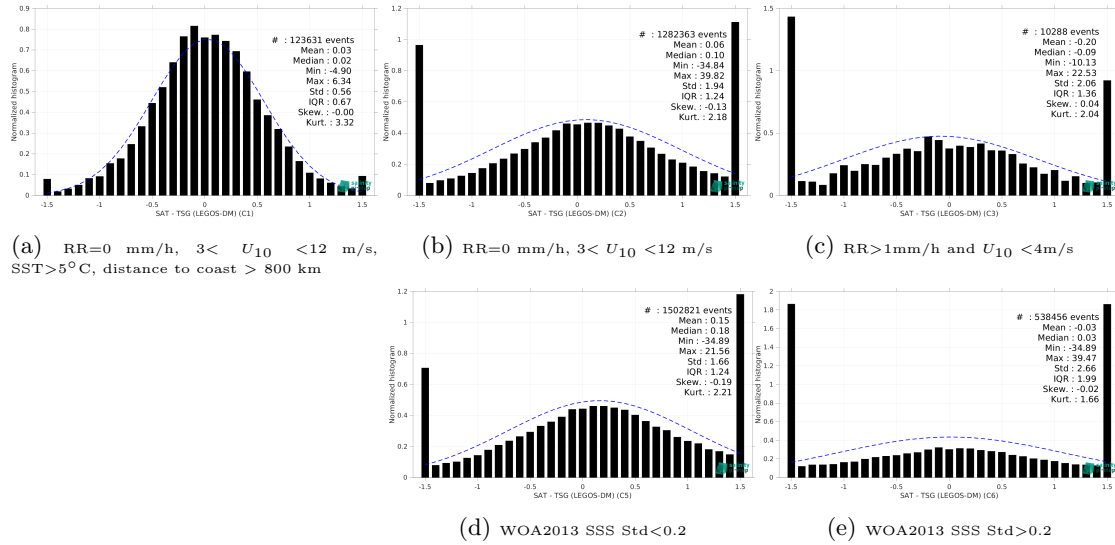 0.9
0.8
0.7
0.6
0.5
0.4
0.3
0.2
0.1
0
Normalized histogram
# : 123631 events
Mean : 0.03
Median : 0.02
Min : -4.90
Max : 6.34
Std : 0.56
IQR : 0.67
Skew. : -0.00
Kurt. : 3.32
-1.5 -1 -0.5 0 0.5 1 1.5
SAT - TSG (LEGOS-DM) (C1)
(a) RR=0 mm/h, 3< U10 <12 m/s,
SST>5°C, distance to coast > 800 km
1.2
1
0.8
0.6
0.4
0.2
0
Normalized histogram
# : 1282363 events
Mean : 0.06
Median : 0.10
Min : -34.84
Max : 39.82
Std : 1.94
IQR : 1.24
Skew. : -0.13
Kurt. : 2.18
-1.5 -1 -0.5 0 0.5 1 1.5
SAT - TSG (LEGOS-DM) (C2)
(b) RR=0 mm/h, 3< U10 <12 m/s
1.5
1
0.5
0
Normalized histogram
# : 10288 events
Mean : -0.20
Median : -0.09
Min : -10.13
Max : 22.53
Std : 2.06
IQR : 1.36
Skew. : 0.04
Kurt. : 2.04
-1.5 -1 -0.5 0 0.5 1 1.5
SAT - TSG (LEGOS-DM) (C3)
(c) RR>1mm/h and U10 <4m/s
1.2
1
0.8
0.6
0.4
0.2
0
Normalized histogram
# : 1502821 events
Mean : 0.15
Median : 0.18
Min : -34.89
Max : 21.56
Std : 1.66
IQR : 1.24
Skew. : -0.19
Kurt. : 2.21
-1.5 -1 -0.5 0 0.5 1 1.5
SAT - TSG (LEGOS-DM) (C5)
(d) WOA2013 SSS Std<0.2
2
1.8
1.6
1.4
1.2
1
0.8
0.6
0.4
0.2
0
Normalized histogram
# : 538456 events
Mean : -0.03
Median : 0.03
Min : -34.89
Max : 39.47
Std : 2.66
IQR : 1.99
Skew. : -0.02
Kurt. : 1.66
-1.5 -1 -0.5 0 0.5 1 1.5
SAT - TSG (LEGOS-DM) (C6)
(e) WOA2013 SSS Std>0.2